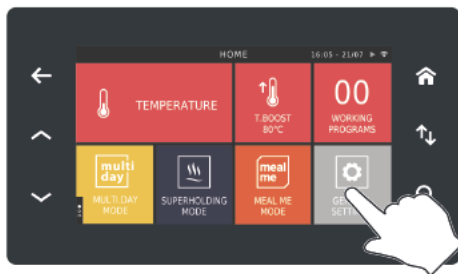 HOME 16:05 - 21/07
TEMPERATURE
T.BOOST
80°C
00
WORKING
PROGRAMS
multi
day
MULTI.DAY
MODE
SUPERHOLDING
MODE
meal
me
MEAL ME
MODE